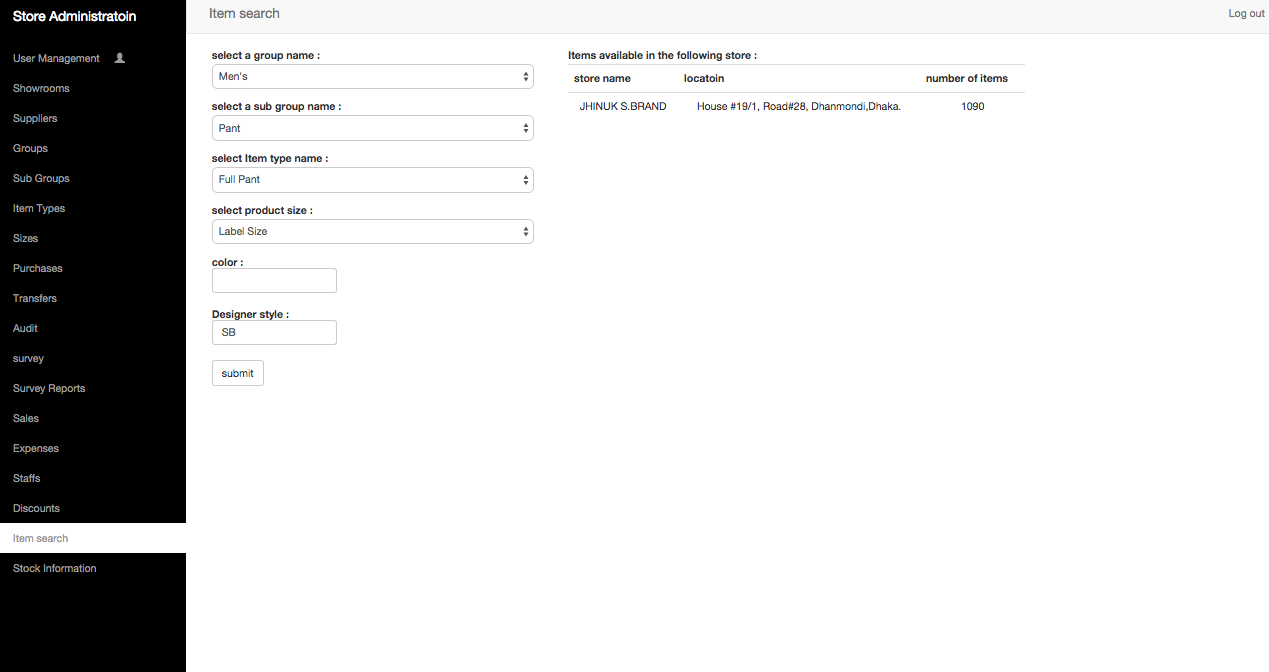 Store Administratoin
User Management
Showrooms
Suppliers
Groups
Sub Groups
Item Types
Sizes
Purchases
Transfers
Audit
survey
Survey Reports
Sales
Expenses
Staffs
Discounts
Item search
Stock Information
Item search
Log out
select a group name :
Men's
select a sub group name :
Pant
select Item type name :
Full Pant
select product size :
Label Size
color :
Designer style :
SB
submit
Items available in the following store :
store name locatoin number of items
JHINUK S.BRAND House #19/1, Road#28, Dhanmondi,Dhaka. 1090